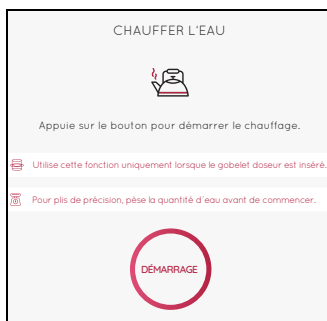 CHAUFFER L'EAU
Appuie sur le bouton pour démarrer le chauffage.
Utilise cette fonction uniquement lorsque le gobelet doseur est inséré.
Pour plis de précision, pèse la quantité d'eau avant de commencer.
DÉMARRAGE